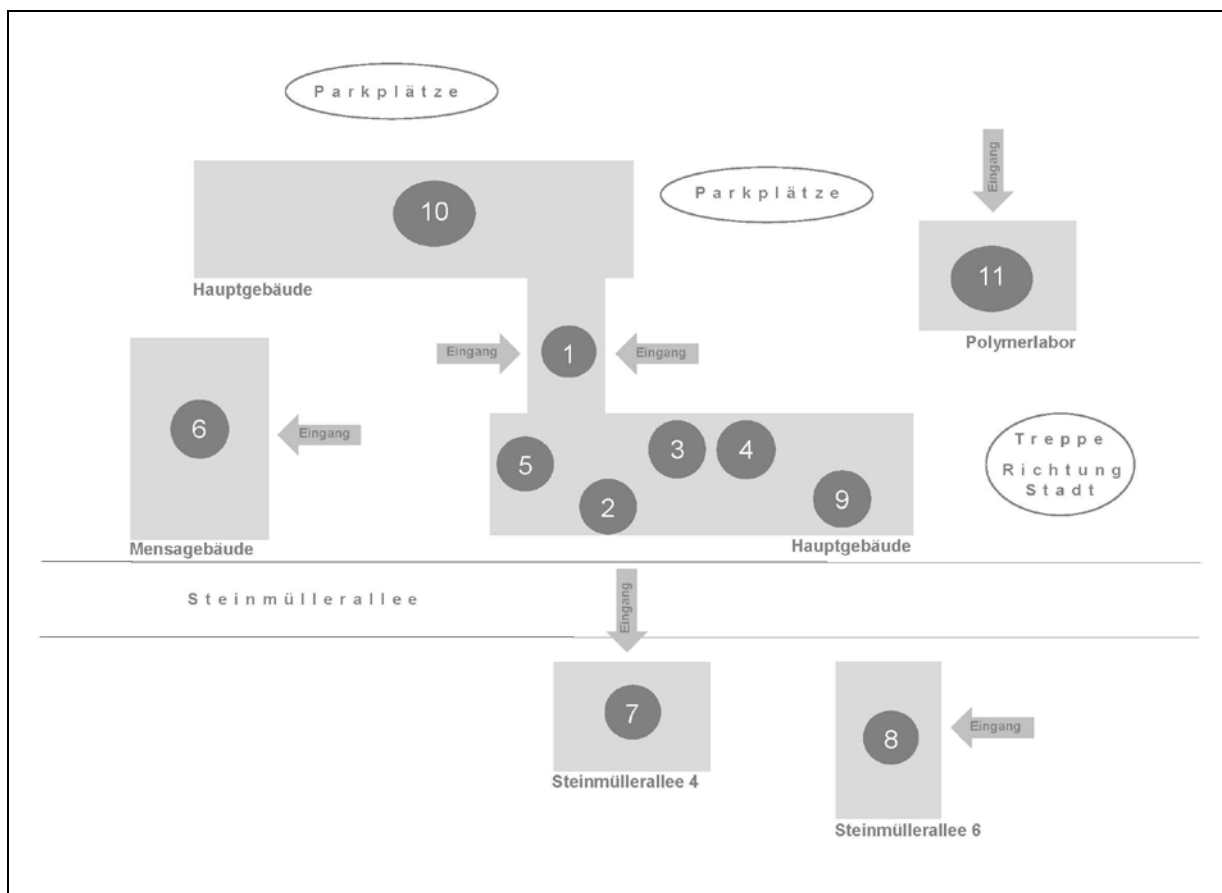 Parkplätze
Eingang
Parkplätze
10
11
Hauptgebäude
Polymerlabor
Eingang
1
Eingang
6
Eingang
5
3
4
2
9
Treppe
Richtung
Stadt
Mensagebäude
Hauptgebäude
Steinmüllerallee
Eingang
7
8
Eingang
Steinmüllerallee 4
Steinmüllerallee 6